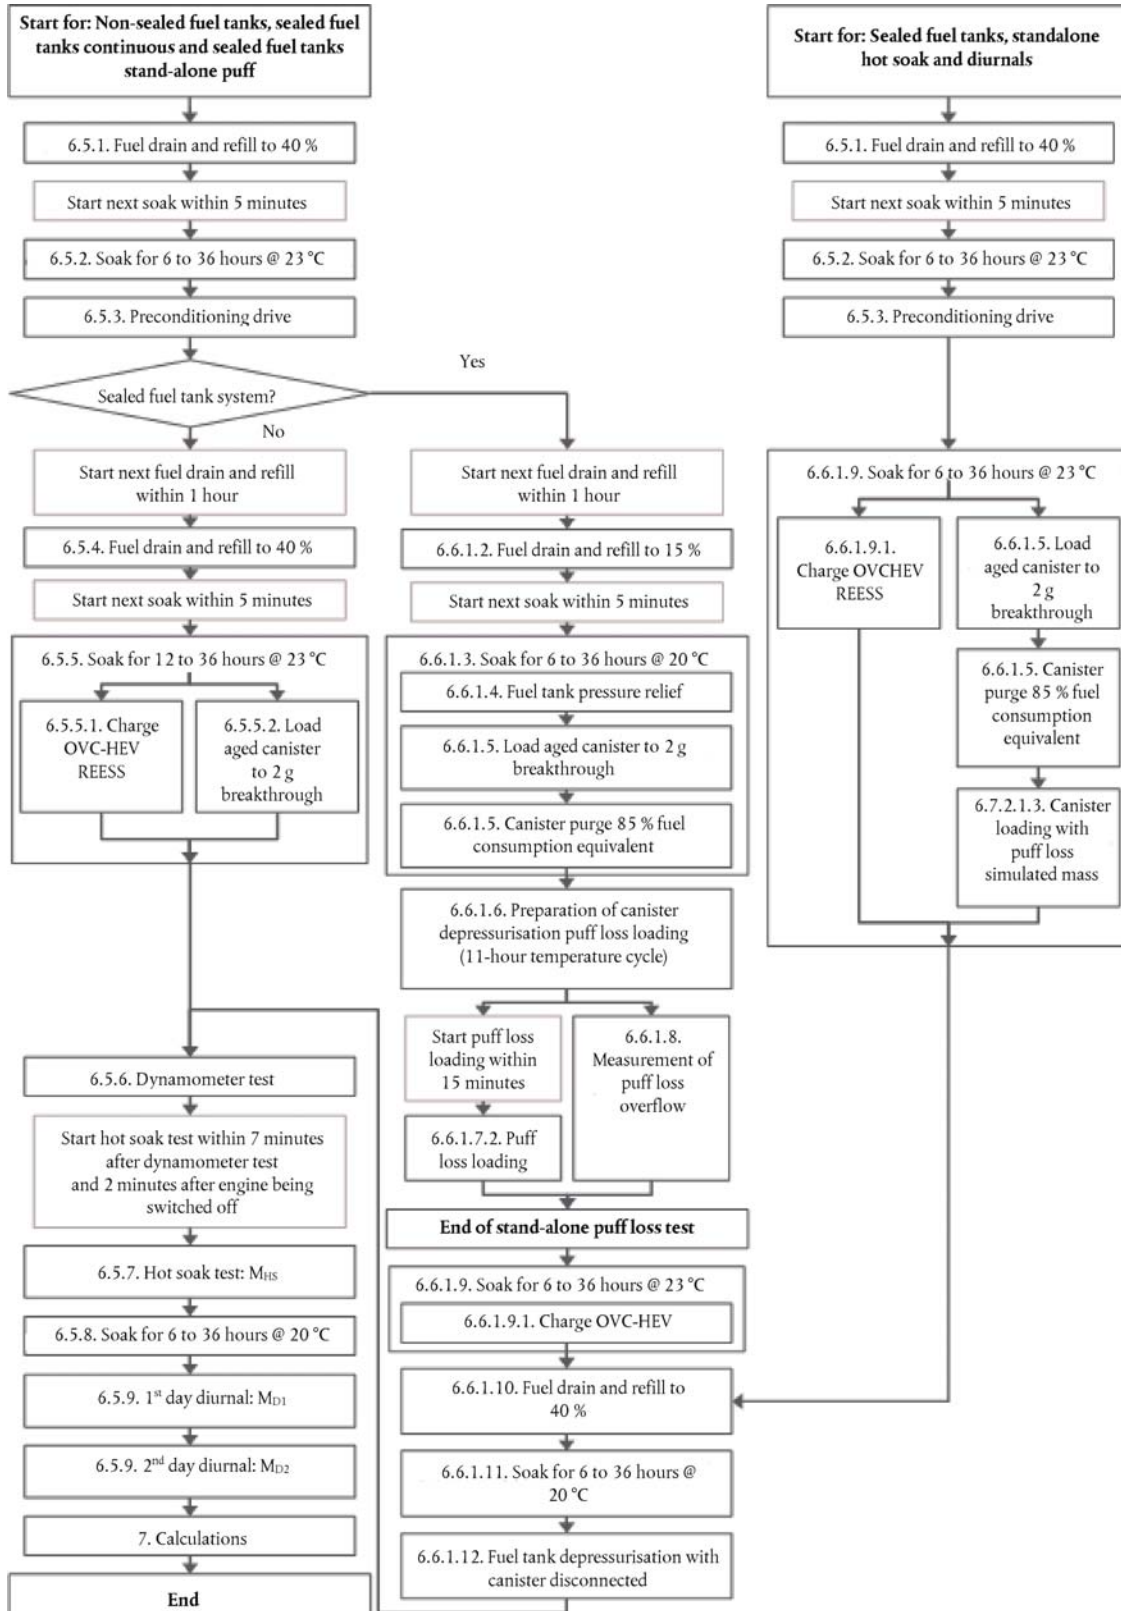 Start for: Non-sealed fuel tanks, sealed fuel
tanks continuous and sealed fuel tanks
stand-alone puff
6.5.1. Fuel drain and refill to 40 %
Start next soak within 5 minutes
6.5.2. Soak for 6 to 36 hours @ 23 °C
6.5.3. Preconditioning drive
Sealed fuel tank system?
Yes
No
Start next fuel drain and refill
within 1 hour
6.5.4. Fuel drain and refill to 40 %
Start next soak within 5 minutes
6.5.5. Soak for 12 to 36 hours @ 23 °C
6.5.5.1. Charge
OVC-HEV
REESS
6.5.5.2. Load
aged canister
to 2 g
breakthrough
6.5.6. Dynamometer test
Start hot soak test within 7 minutes
after dynamometer test
and 2 minutes after engine being
switched off
6.5.7. Hot soak test: MHS
6.5.8. Soak for 6 to 36 hours @ 20 °C
6.5.9. 1st day diurnal: MD1
6.5.9. 2nd day diurnal: MD2
7. Calculations
End
Start next fuel drain and refill
within 1 hour
6.6.1.2. Fuel drain and refill to 15 %
Start next soak within 5 minutes
6.6.1.3. Soak for 6 to 36 hours @ 20 °C
6.6.1.4. Fuel tank pressure relief
6.6.1.5. Load aged canister to 2 g
breakthrough
6.6.1.5. Canister purge 85 % fuel
consumption equivalent
6.6.1.6. Preparation of canister
depressurisation puff loss loading
(11-hour temperature cycle)
Start puff loss
loading within
15 minutes
6.6.1.7.2. Puff
loss loading
6.6.1.8.
Measurement of
puff loss
overflow
End of stand-alone puff loss test
6.6.1.9. Soak for 6 to 36 hours @ 23 °C
6.6.1.9.1. Charge OVC-HEV
6.6.1.10. Fuel drain and refill to
40 %
6.6.1.11. Soak for 6 to 36 hours @
20 °C
6.6.1.12. Fuel tank depressurisation with
canister disconnected
Start for: Sealed fuel tanks, standalone
hot soak and diurnals
6.5.1. Fuel drain and refill to 40%
Start next soak within 5 minutes
6.5.2. Soak for 6 to 36 hours @ 23 °C
6.5.3. Preconditioning drive
6.6.1.9. Soak for 6 to 36 hours @ 23 °C
6.6.1.9.1.
Charge OVCHEV
REESS
6.6.1.5. Load
aged canister to
2 g
breakthrough
6.6.1.5. Canister
purge 85 % fuel
consumption
equivalent
6.7.2.1.3. Canister
loading with
puff loss
simulated mass